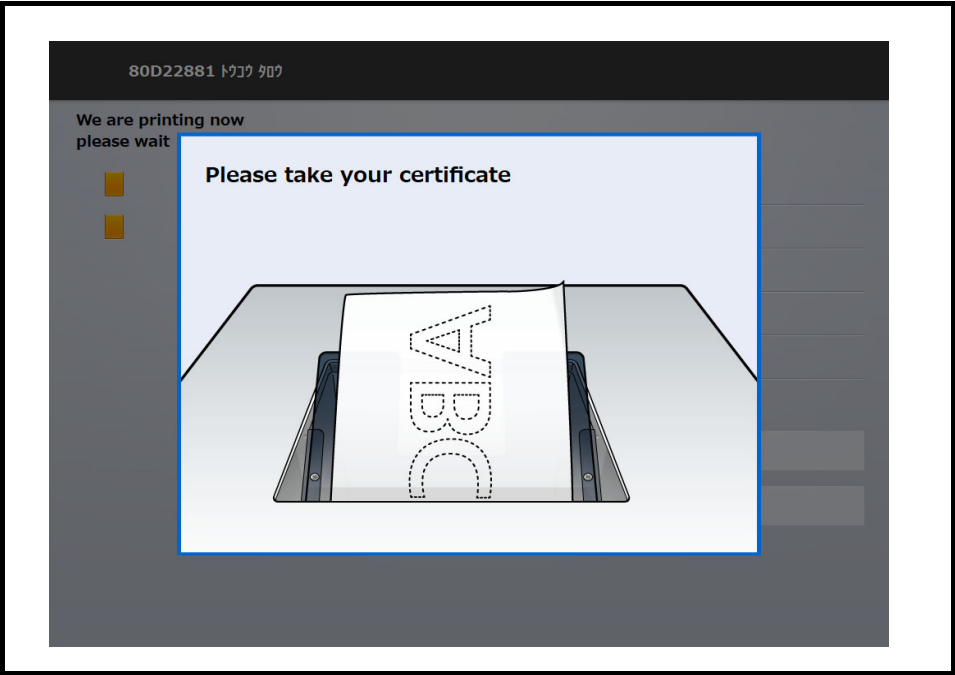 80D22881 ﾄｳｺｳ ﾀﾛｳ
We are printing now
please wait
Please take your certificate
ABC